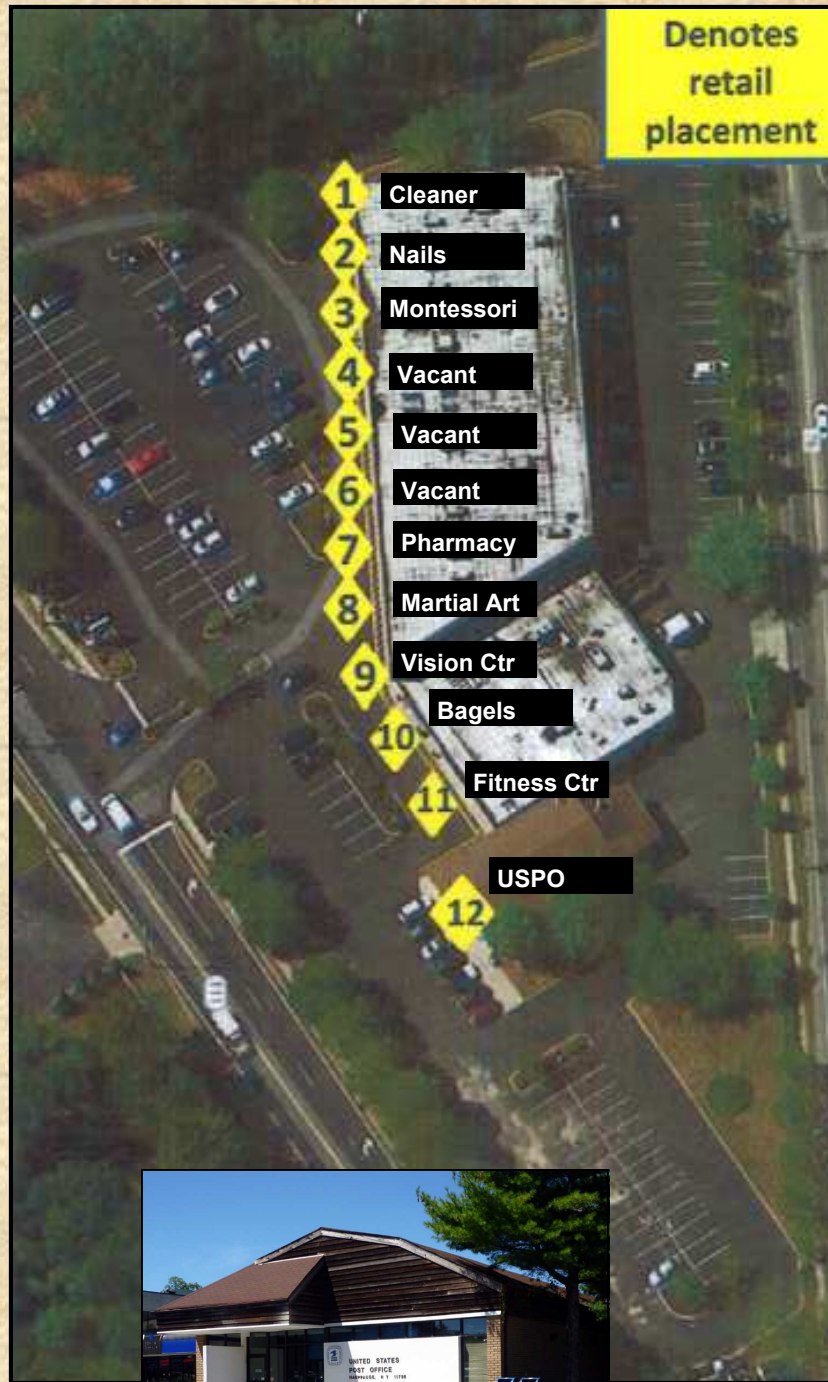 Denotes
retail
placement
1 Cleaner
2 Nails
3 Montessori
4 Vacant
5 Vacant
6 Vacant
7 Pharmacy
8 Martial Art
9 Vision Ctr
10 Bagels
11 Fitness Ctr
12 USPO
UNITED STATES
POST OFFICE